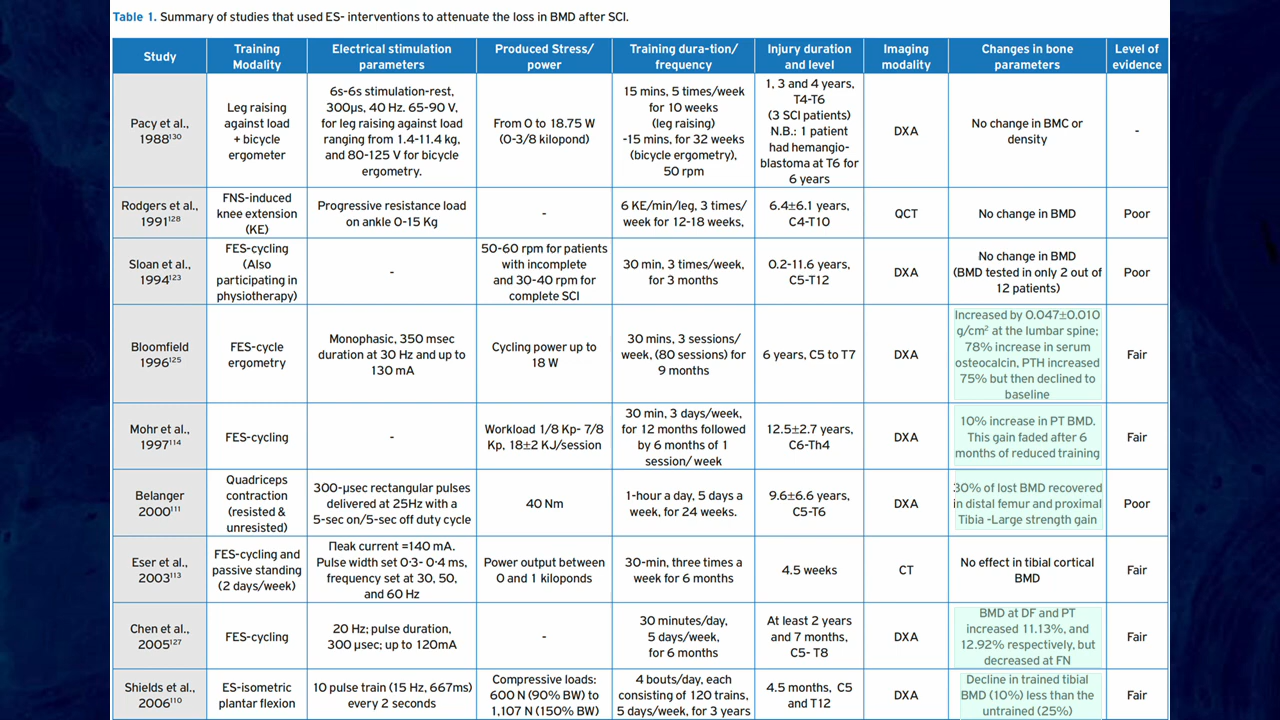 Table 1. Summary of studies that used ES- interventions to attenuate the loss in BMD after SCI.
Study
Training
Modality
Electrical stimulation
parameters
Produced Stress/
power
Training dura-tion/
frequency
Injury duration
and level
Imaging
modality
Changes in bone
parameters
Level of
evidence
Pacy et al.,
1988130
Leg raising
against load
+ bicycle
ergometer
6s-6s stimulation-rest,
300μs, 40 Hz. 65-90 V,
for leg raising against load
ranging from 1.4-11.4 kg,
and 80-125 V for bicycle
ergometry.
From 0 to 18.75 W
(0-3/8 kilopond)
15 mins, 5 times/week
for 10 weeks
(leg raising)
-15 mins, for 32 weeks
(bicycle ergometry),
50 rpm
1, 3 and 4 years,
T4-T6
(3 SCI patients)
N.B.: 1 patient
had hemangio-
blastoma at T6 for
6 years
DXA
No change in BMC or
density
-
Rodgers et al.,
1991128
FNS-induced
knee extension
(KE)
Progressive resistance load
on ankle 0-15 Kg
-
6 KE/min/leg, 3 times/
week for 12-18 weeks,
6.4±6.1 years,
C4-T10
QCT
No change in BMD
Poor
Sloan et al.,
1994123
FES-cycling
(Also
participating in
physiotherapy)
-
50-60 rpm for patients
with incomplete
and 30-40 rpm for
complete SCI
30 min, 3 times/week,
for 3 months
0.2-11.6 years,
C5-T12
DXA
No change in BMD
(BMD tested in only 2 out of
12 patients)
Poor
Bloomfield
1996125
FES-cycle
ergometry
Monophasic, 350 msec
duration at 30 Hz and up to
130 mA
Cycling power up to
18 W
30 mins, 3 sessions/
week, (80 sessions) for
9 months
6 years, C5 to T7
DXA
Increased by 0.047±0.010
g/cm2 at the lumbar spine;
78% increase in serum
osteocalcin, PTH increased
75% but then declined to
baseline
Fair
Mohr et al.,
1997114
FES-cycling
-
Workload 1/8 Kp- 7/8
Kp, 18±2 KJ/session
30 min, 3 days/week,
for 12 months followed
by 6 months of 1
session/ week
12.5±2.7 years,
C6-Th4
DXA
10% increase in PT BMD.
This gain faded after 6
months of reduced training
Fair
Belanger
2000111
Quadriceps
contraction
(resisted &
unresisted)
300-μsec rectangular pulses
delivered at 25Hz with a
5-sec on/5-sec off duty cycle
40 Nm
1-hour a day, 5 days a
week, for 24 weeks.
9.6±6.6 years,
C5-T6
DXA
30% of lost BMD recovered
in distal femur and proximal
Tibia -Large strength gain
Poor
Eser et al.,
2003113
FES-cycling and
passive standing
(2 days/week)
Πeak current =140 mA.
Pulse width set 0·3- 0·4 ms,
frequency set at 30, 50,
and 60 Hz
Power output between
0 and 1 kiloponds
30-min, three times a
week for 6 months
4.5 weeks
CT
No effect in tibial cortical
BMD
Fair
Chen et al.,
2005127
FES-cycling
20 Hz; pulse duration,
300 μsec; up to 120mA
-
30 minutes/day,
5 days/week,
for 6 months
At least 2 years
and 7 months,
C5- T8
DXA
BMD at DF and PT
increased 11.13%, and
12.92% respectively, but
decreased at FN
Fair
Shields et al.,
2006110
ES-isometric
plantar flexion
10 pulse train (15 Hz, 667ms)
every 2 seconds
Compressive loads:
600 N (90% BW) to
1,107 N (150% BW)
4 bouts/day, each
consisting of 120 trains,
5 days/week, for 3 years
4.5 months, C5
and T12
DXA
Decline in trained tibial
BMD (10%) less than the
untrained (25%)
Fair